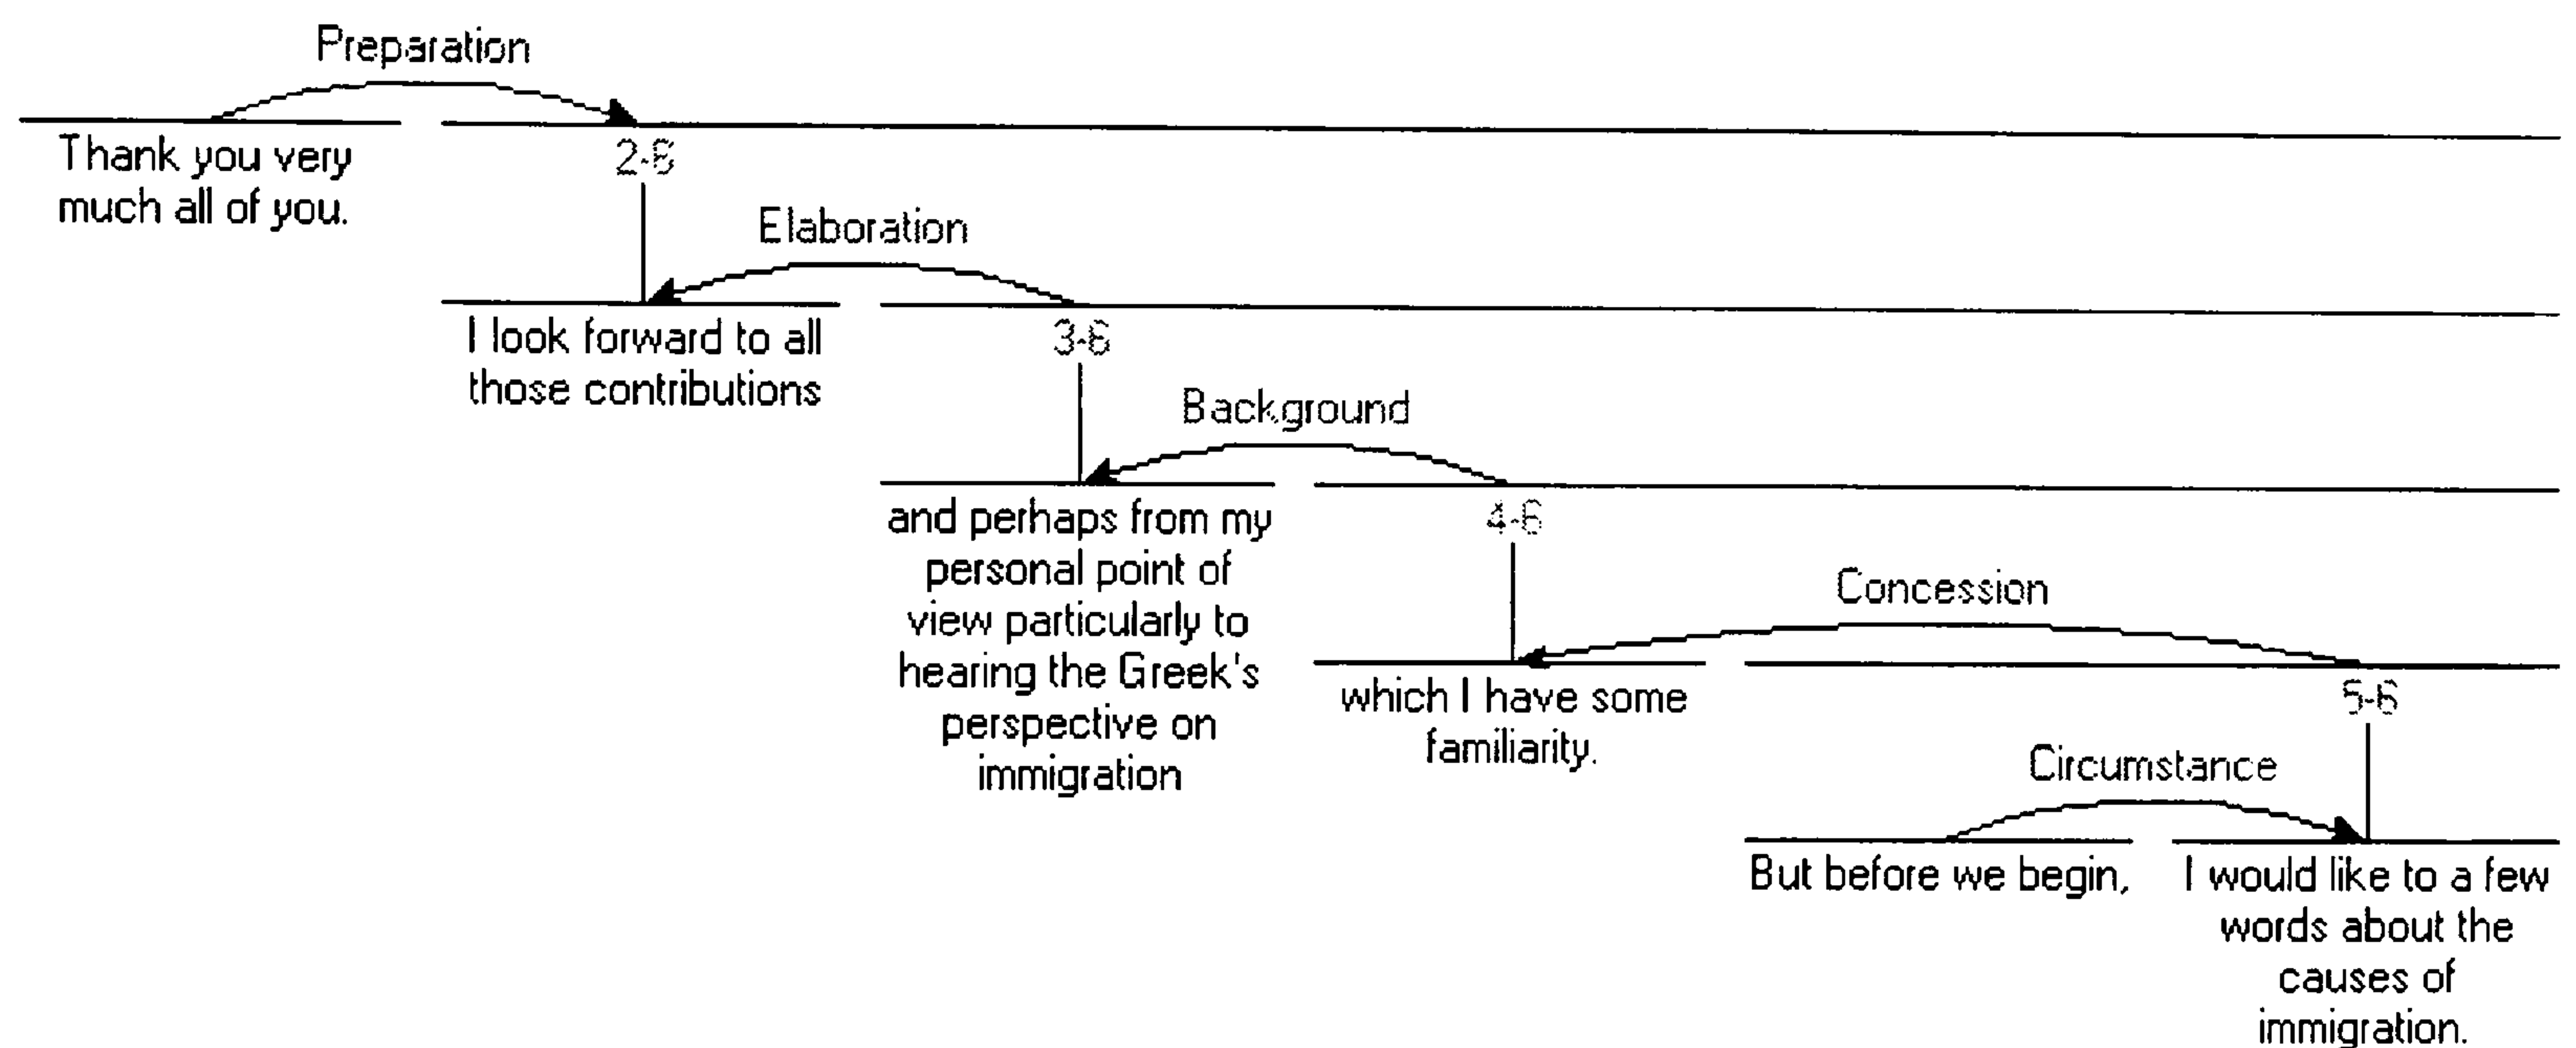 Preparation
Thank you very
much all of you.
2-6
Elaboration
I look forward to all
those contributions
3-6
Background
and perhaps from my
personal point of
view particularly to
hearing the Greek's
perspective on
immigration
4-6
Concession
which I have some
familiarity.
5-6
Circumstance
But before we begin,
I would like to a few
words about the
causes of
immigration.